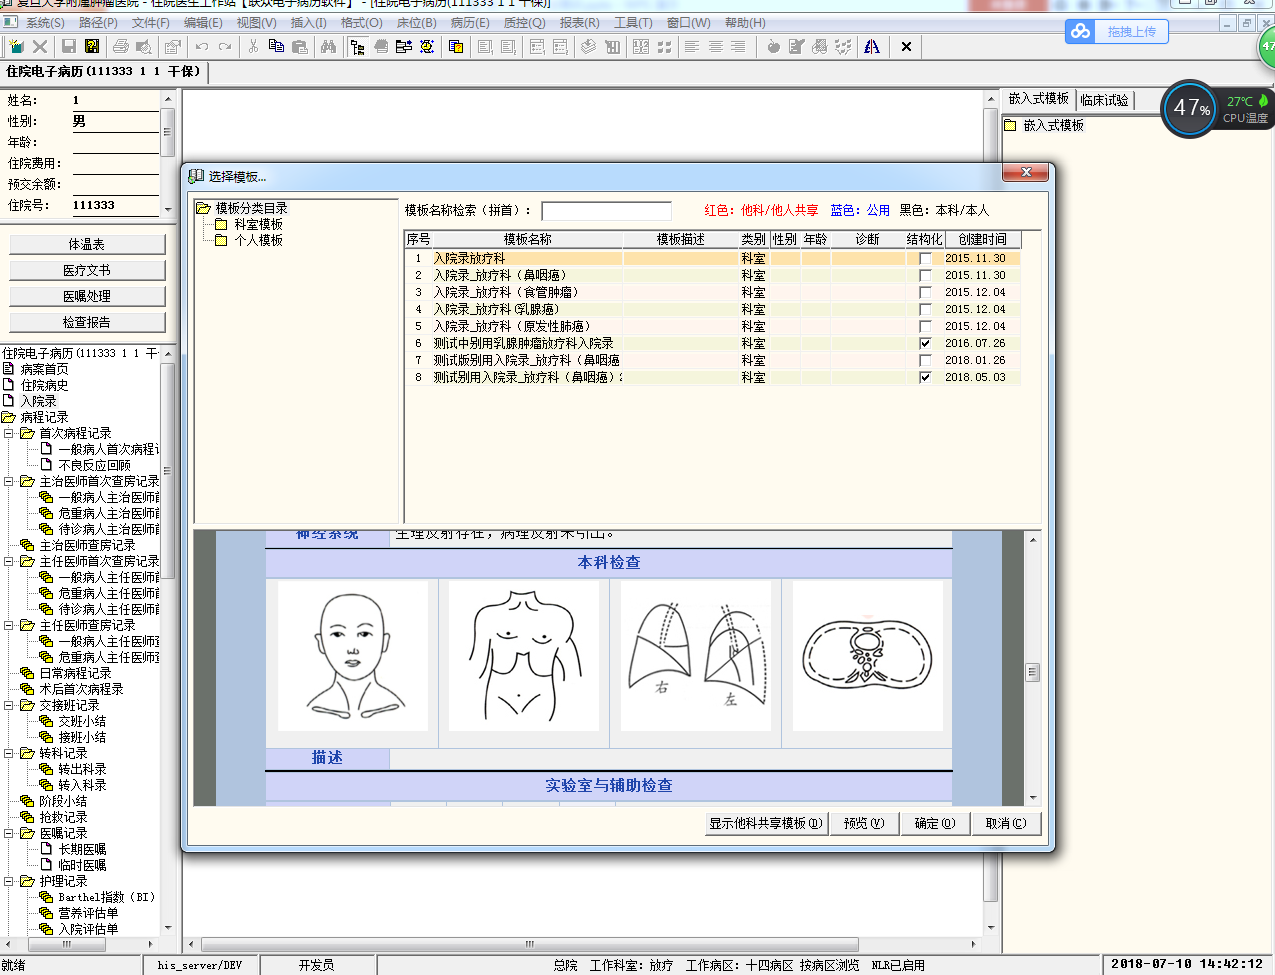 复旦大学附属肿瘤医院 - 住院医生工作站【联众电子病历软件】 - [住院电子病历(111333 1 1 干保)]
系统(S) 路径(P) 文件(F) 编辑(E) 视图(V) 插入(I) 格式(O) 床位(B) 病历(E) 质控(Q) 报表(R) 工具(T) 窗口(W) 帮助(H)
拖拽上传
47
住院电子病历(111333 1 1 干保)
姓名： 1
性别： 男
年龄：
住院费用：
预交余额：
住院号： 111333
嵌入式模板 临床试验
嵌入式模板
47%
27℃
CPU温度
体温表
医疗文书
医嘱处理
检查报告
住院电子病历(111333 1 1 干
病案首页
住院病史
入院录
病程记录
首次病程记录
一般病人首次病程记
不良反应回顾
主治医师首次查房记录
一般病人主治医师首
危重病人主治医师首
待诊病人主治医师首
主治医师查房记录
主任医师首次查房记录
一般病人主任医师首
危重病人主任医师首
待诊病人主任医师首
主任医师查房记录
一般病人主任医师查
危重病人主任医师查
日常病程记录
术后首次病程录
交接班记录
交班小结
接班小结
转科记录
转出科录
转入科录
阶段小结
抢救记录
医嘱记录
长期医嘱
临时医嘱
护理记录
Barthel指数（BI）
营养评估单
入院评估单
选择模板...
模板分类目录
科室模板
个人模板
模板名称检索（拼首）：
红色：他科/他人共享 蓝色：公用 黑色：本科/本人
序号 模板名称 模板描述 类别 性别 年龄 诊断 结构化 创建时间
1 入院录放疗科 科室 2015.11.30
2 入院录_放疗科（鼻咽癌） 科室 2015.11.30
3 入院录_放疗科（食管肿瘤） 科室 2015.12.04
4 入院录_放疗科(乳腺癌) 科室 2015.12.04
5 入院录_放疗科（原发性肺癌） 科室 2015.12.04
6 测试中别用乳腺肿瘤放疗科入院录 科室 2016.07.26
7 测试版别用入院录_放疗科（鼻咽癌 科室 2018.01.26
8 测试别用入院录_放疗科（鼻咽癌）2 科室 2018.05.03
神经系统 生理反射存在，病理反射未引出。
本科检查
右
左
描述
实验室与辅助检查
显示他科共享模板(D) 预览(V) 确定(O) 取消(C)
就绪 his_server/DEV 开发员 总院 工作科室：放疗 工作病区：十四病区 按病区浏览 NLR已启用 2018-07-10 14:42:12